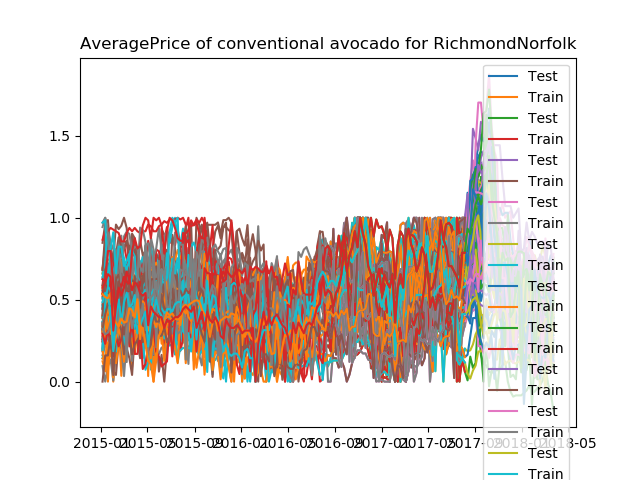 AveragePrice of conventional avocado for RichmondNorfolk
1.5
1.0
0.5
0.0
2015-01 2015-05 2015-09 2016-01 2016-05 2016-09 2017-01 2017-05 2017-09 2018-01 2018-05
Test
Train
Test
Train
Test
Train
Test
Train
Test
Train
Test
Train
Test
Train
Test
Train
Test
Train
Test
Train